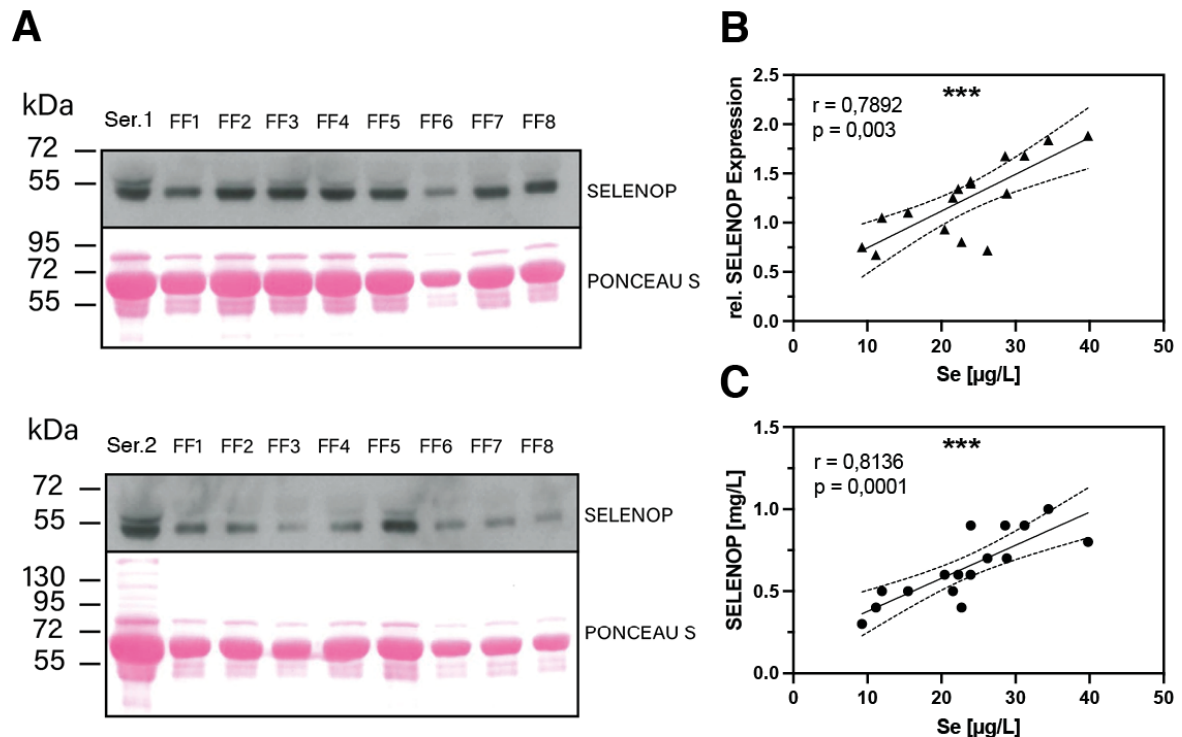 A
kDa
Ser.1 FF1 FF2 FF3 FF4 FF5 FF6 FF7 FF8
72
55
SELENOP
95
72
55
PONCEAU S
kDa
Ser.2 FF1 FF2 FF3 FF4 FF5 FF6 FF7 FF8
72
55
SELENOP
130
95
72
55
PONCEAU S
B
rel. SELENOP Expression
2.5
2.0
1.5
1.0
0.5
0.0
r = 0,7892
p = 0,003
***
0 10 20 30 40 50
Se [µg/L]
C
SELENOP [mg/L]
1.5
1.0
0.5
0.0
r = 0,8136
p = 0,0001
***
0 10 20 30 40 50
Se [µg/L]